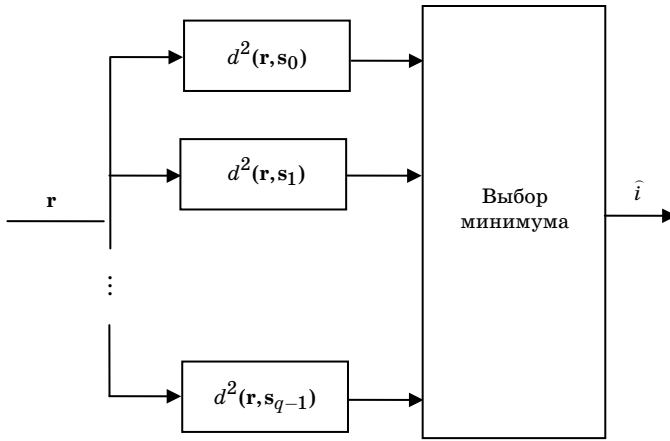 d²(r, s₀)
d²(r, s₁)
r
Выбор
минимума
î
⋮
d²(r, s_{q−1})